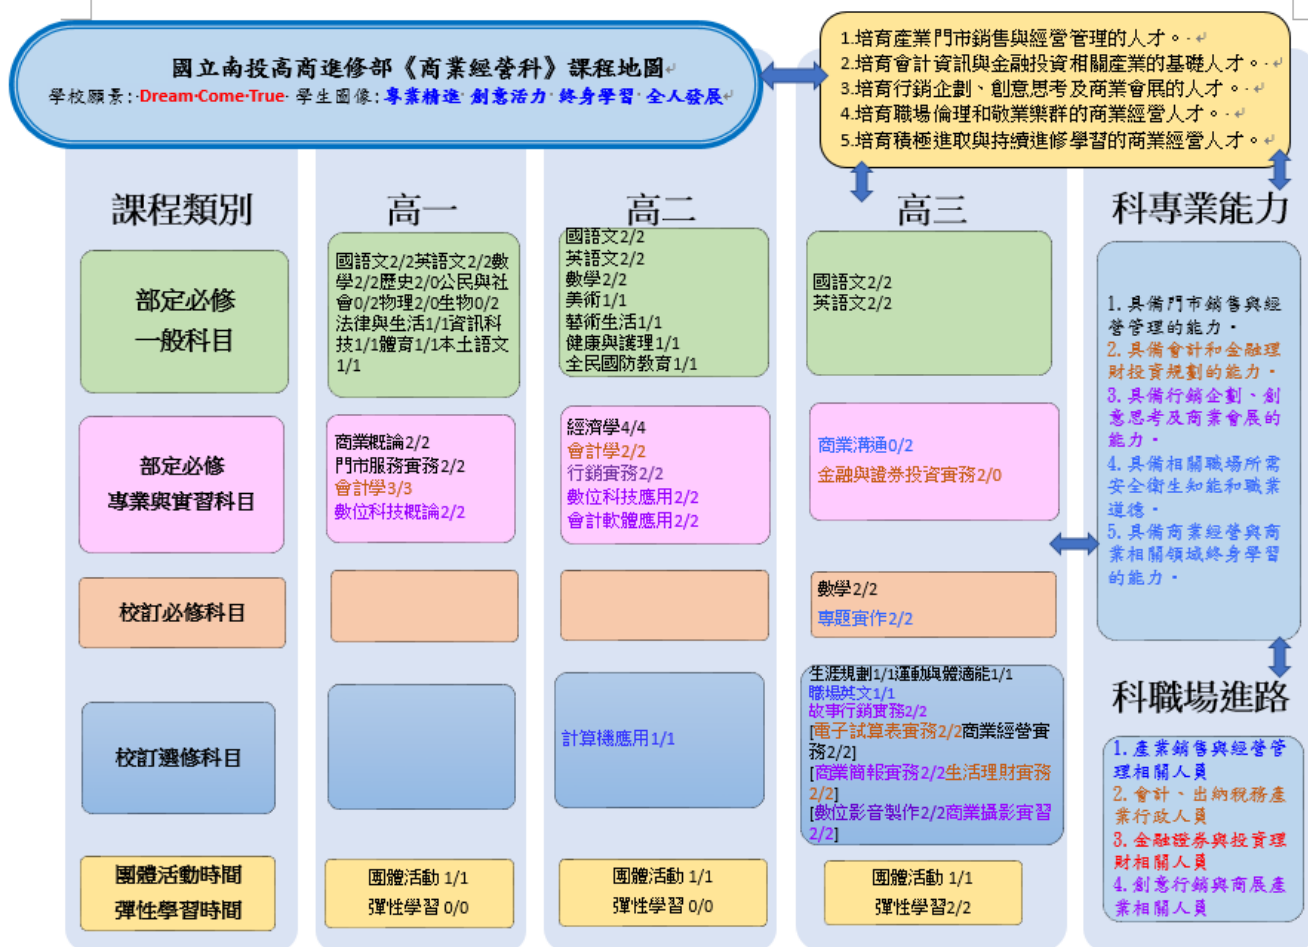 國立南投高商進修部《商業經營科》課程地圖
學校願景：Dream Come True 學生圖像：專業精進 創意活力 終身學習 全人發展
1.培育產業門市銷售與經營管理的人才。
2.培育會計資訊與金融投資相關產業的基礎人才。
3.培育行銷企劃、創意思考及商業會展的人才。
4.培育職場倫理和敬業樂群的商業經營人才。
5.培育積極進取與持續進修學習的商業經營人才。
課程類別
高一
高二
高三
科專業能力
部定必修
一般科目
國語文2/2英語文2/2數
學2/2歷史2/0公民與社
會0/2物理2/0生物0/2
法律與生活1/1資訊科
技1/1體育1/1本土語文
1/1
國語文2/2
英語文2/2
數學2/2
美術1/1
藝術生活1/1
健康與護理1/1
全民國防教育1/1
國語文2/2
英語文2/2
部定必修
專業與實習科目
商業概論2/2
門市服務實務2/2
會計學3/3
數位科技概論2/2
經濟學4/4
會計學2/2
行銷實務2/2
數位科技應用2/2
會計軟體應用2/2
商業溝通0/2
金融與證券投資實務2/0
校訂必修科目
數學2/2
專題實作2/2
校訂選修科目
計算機應用1/1
生涯規劃1/1運動與體適能1/1
職場英文1/1
故事行銷實務2/2
[電子試算表實務2/2商業經營實
務2/2]
[商業簡報實務2/2生活理財實務
2/2]
[數位影音製作2/2商業攝影實習
2/2]
團體活動時間
彈性學習時間
團體活動 1/1
彈性學習 0/0
團體活動 1/1
彈性學習 0/0
團體活動 1/1
彈性學習2/2
1.具備門市銷售與經
營管理的能力。
2.具備會計和金融理
財投資規劃的能力。
3.具備行銷企劃、創
意思考及商業會展的
能力。
4.具備相關職場所需
安全衛生知能和職業
道德。
5.具備商業經營與商
業相關領域終身學習
的能力。
科職場進路
1.產業銷售與經營管
理相關人員
2.會計、出納稅務產
業行政人員
3.金融證券與投資理
財相關人員
4.創意行銷與商展產
業相關人員